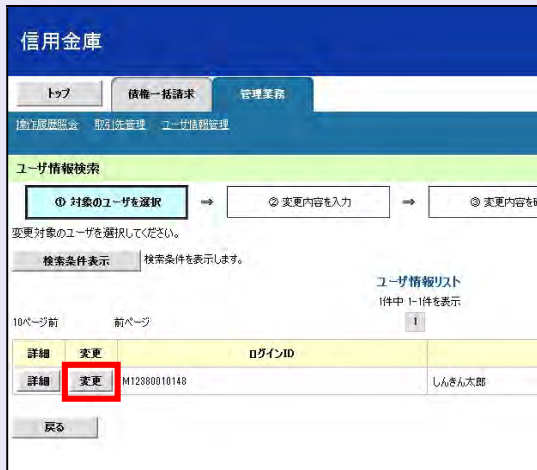 信用金庫
トップ 債権一括請求 管理業務
操作履歴照会 取引先管理 ユーザ情報管理
ユーザ情報検索
① 対象のユーザを選択 ⇒ ② 変更内容を入力 ⇒ ③ 変更内容を
変更対象のユーザを選択してください。
検索条件表示 検索条件を表示します。
ユーザ情報リスト
1件中 1-1件を表示
10ページ前 前ページ 1
詳細 変更 ログインID
詳細 変更 M12380010148 しんきん太郎
戻る